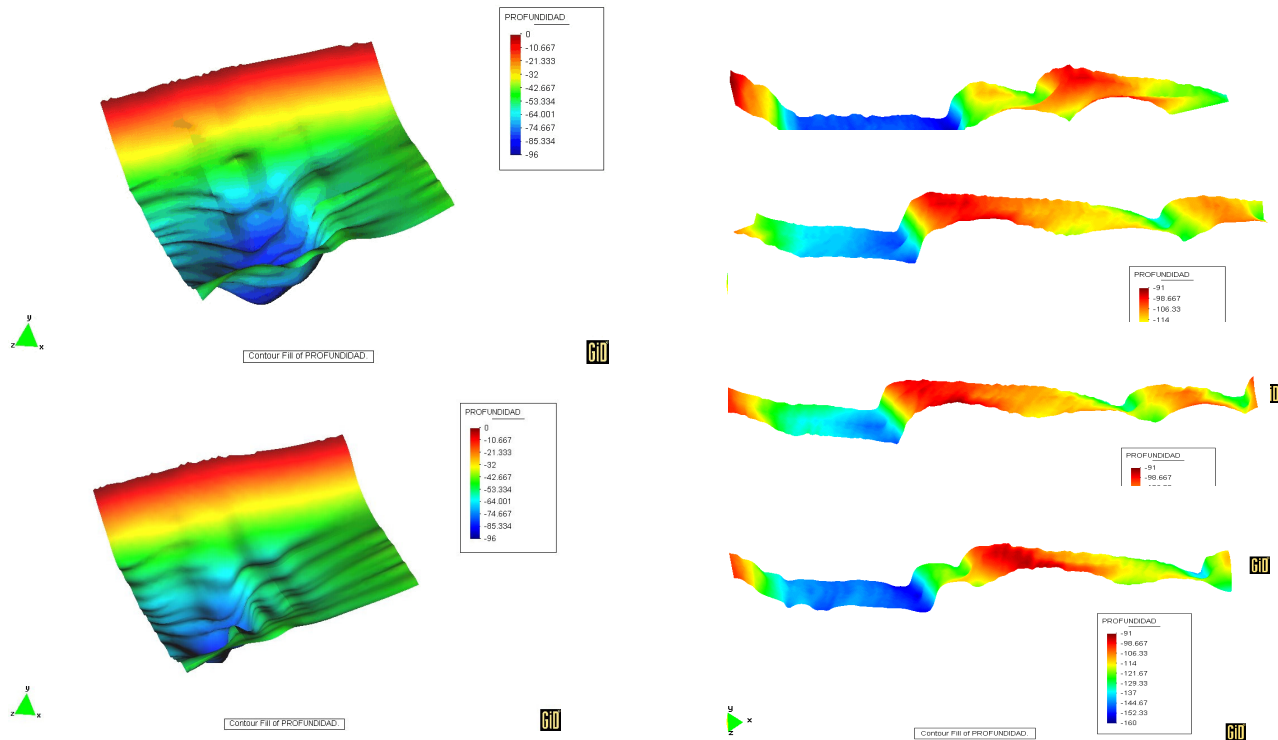 PROFUNDIDAD
0
-10.667
-21.333
-32
-42.667
-53.334
-64.001
-74.667
-85.334
-96
y
z x
Contour Fill of PROFUNDIDAD.
GiD
PROFUNDIDAD
0
-10.667
-21.333
-32
-42.667
-53.334
-64.001
-74.667
-85.334
-96
y
z x
Contour Fill of PROFUNDIDAD.
GiD
PROFUNDIDAD
-91
-98.667
-106.33
-114
PROFUNDIDAD
-91
-98.667
GiD
PROFUNDIDAD
-91
-98.667
-106.33
-114
-121.67
-129.33
-137
-144.67
-152.33
-160
y
x
z
Contour Fill of PROFUNDIDAD.
GiD